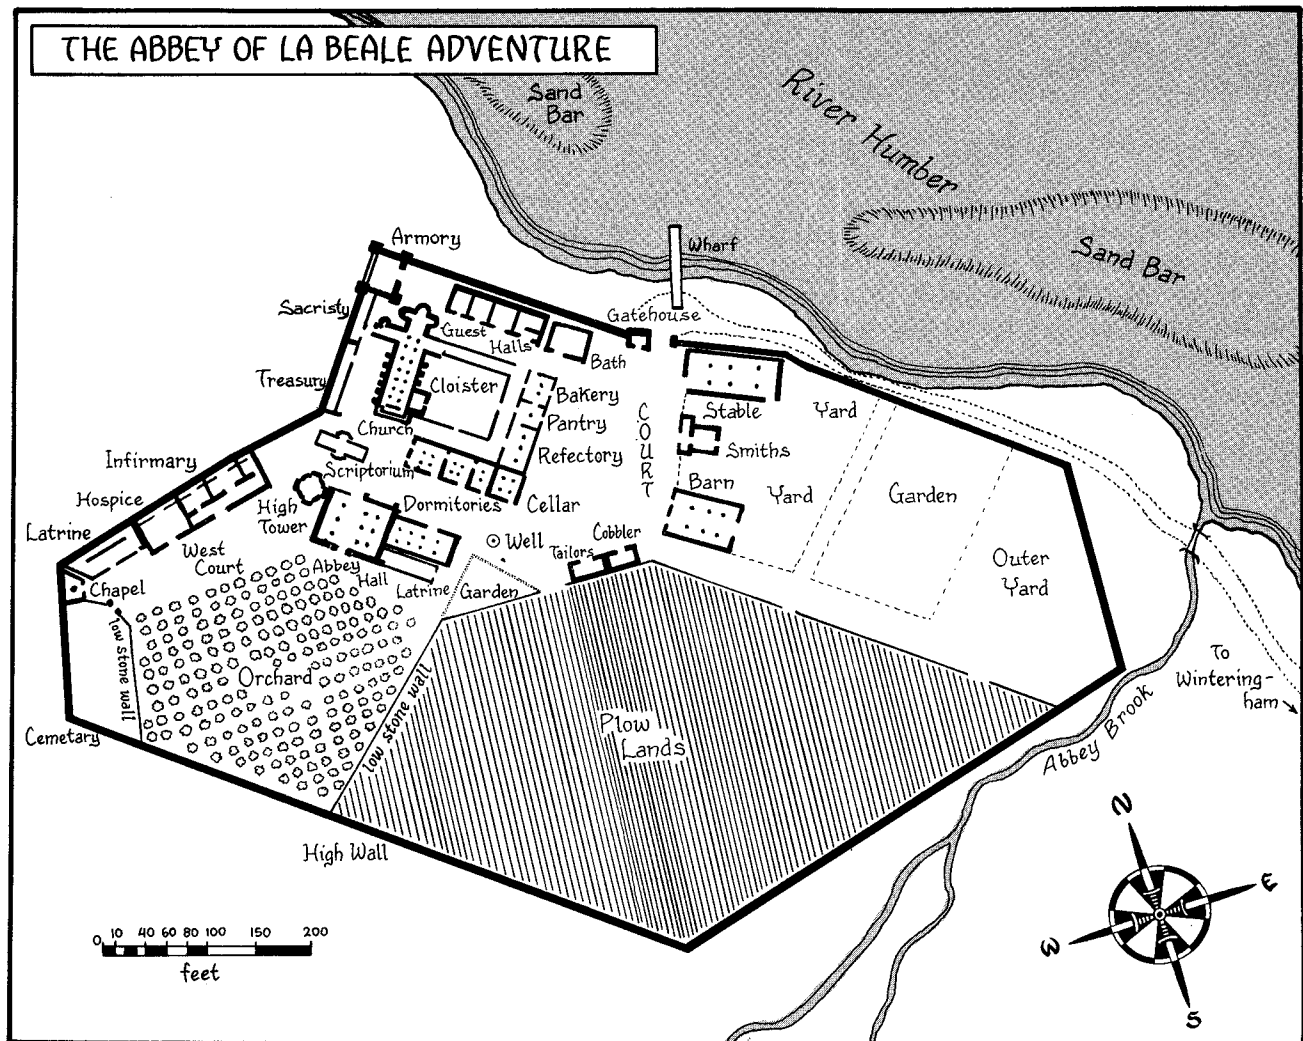 THE ABBEY OF LA BEALE ADVENTURE
Sand
Bar
River Humber
Sand Bar
Wharf
Armory
Sacristy
Gatehouse
Guest
Halls
Bath
Treasury
Cloister
Bakery
Pantry
Refectory
Church
COURT
Stable
Yard
Smiths
Infirmary
Scriptorium
Hospice
High
Tower
Dormitories
Cellar
Barn
Yard
Garden
Latrine
West
Court
Well
Tailors
Cobbler
Outer
Yard
Chapel
Abbey
Hall
Latrine
Garden
low stone wall
Orchard
low stone wall
Plow
Lands
To
Wintering-
ham
Cemetary
Abbey Brook
High Wall
0 10 40 60 80 100 150 200
feet
N
E
W
S